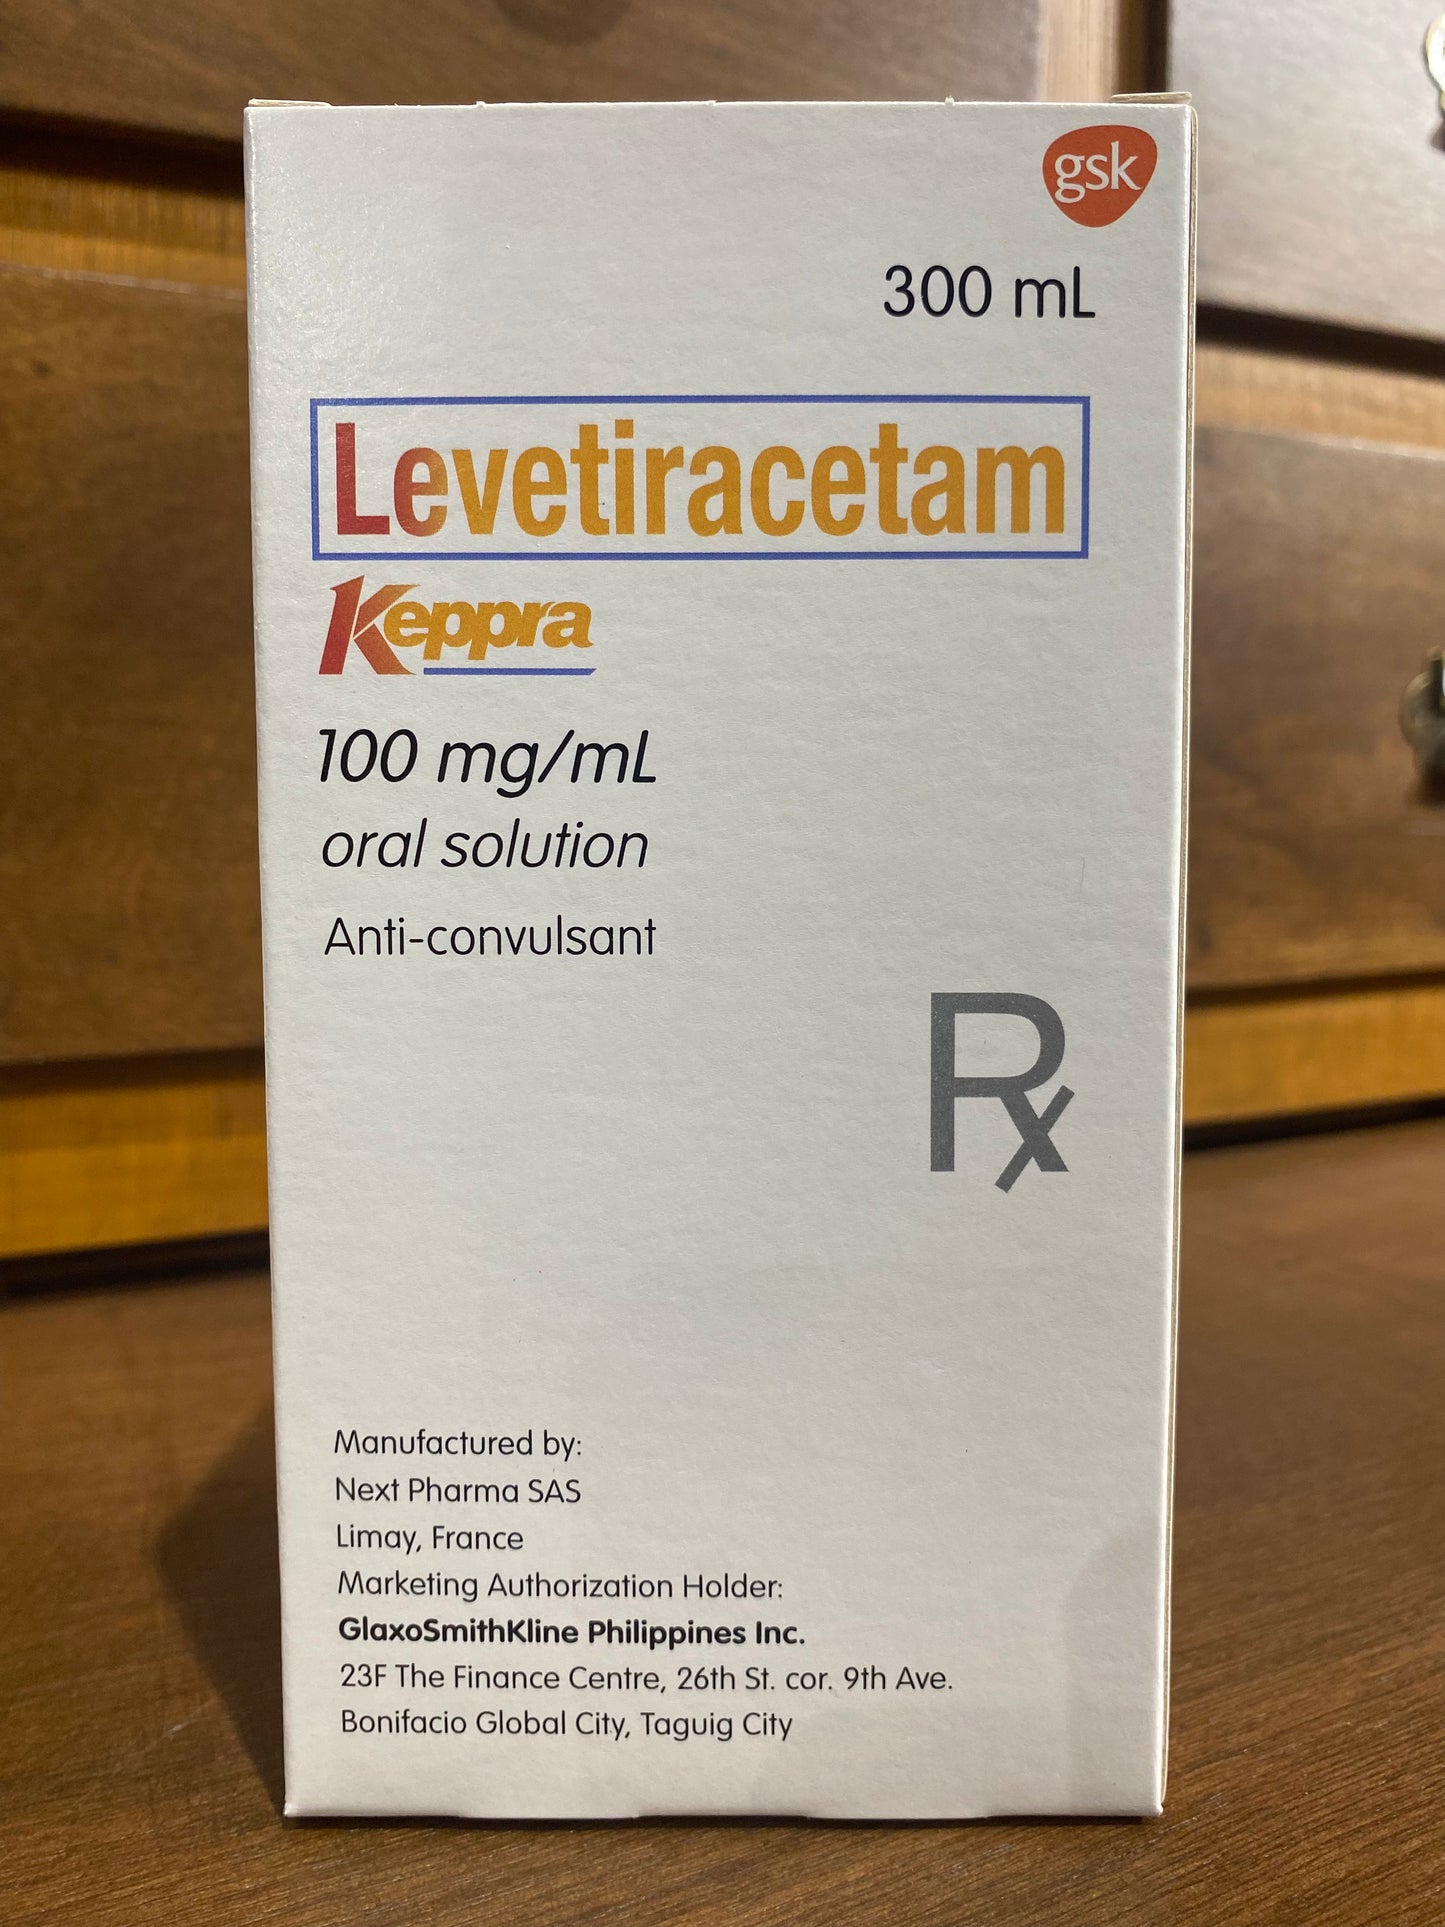 gsk
300 mL
Levetiracetam
Keppra
100 mg/mL
oral solution
Anti-convulsant
Rx
Manufactured by:
Next Pharma SAS
Limay, France
Marketing Authorization Holder:
GlaxoSmithKline Philippines Inc.
23F The Finance Centre, 26th St. cor. 9th Ave.
Bonifacio Global City, Taguig City